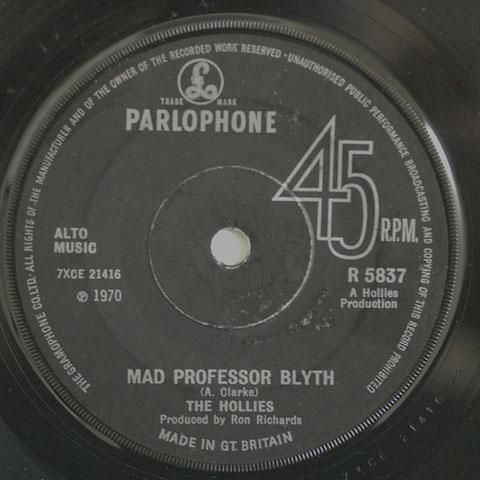 THE GRAMOPHONE CO.LTD. ALL RIGHTS OF THE MANUFACTURER AND OF THE OWNER OF THE RECORDED WORK RESERVED - UNAUTHORISED PUBLIC PERFORMANCE BROADCASTING AND COPYING OF THIS RECORD PROHIBITED
£
TRADE MARK
PARLOPHONE
45 R.P.M.
ALTO
MUSIC
7XCE 21416
℗ 1970
R 5837
A Hollies
Production
MAD PROFESSOR BLYTH
(A. Clarke)
THE HOLLIES
Produced by Ron Richards
MADE IN GT. BRITAIN
7XCE 21416